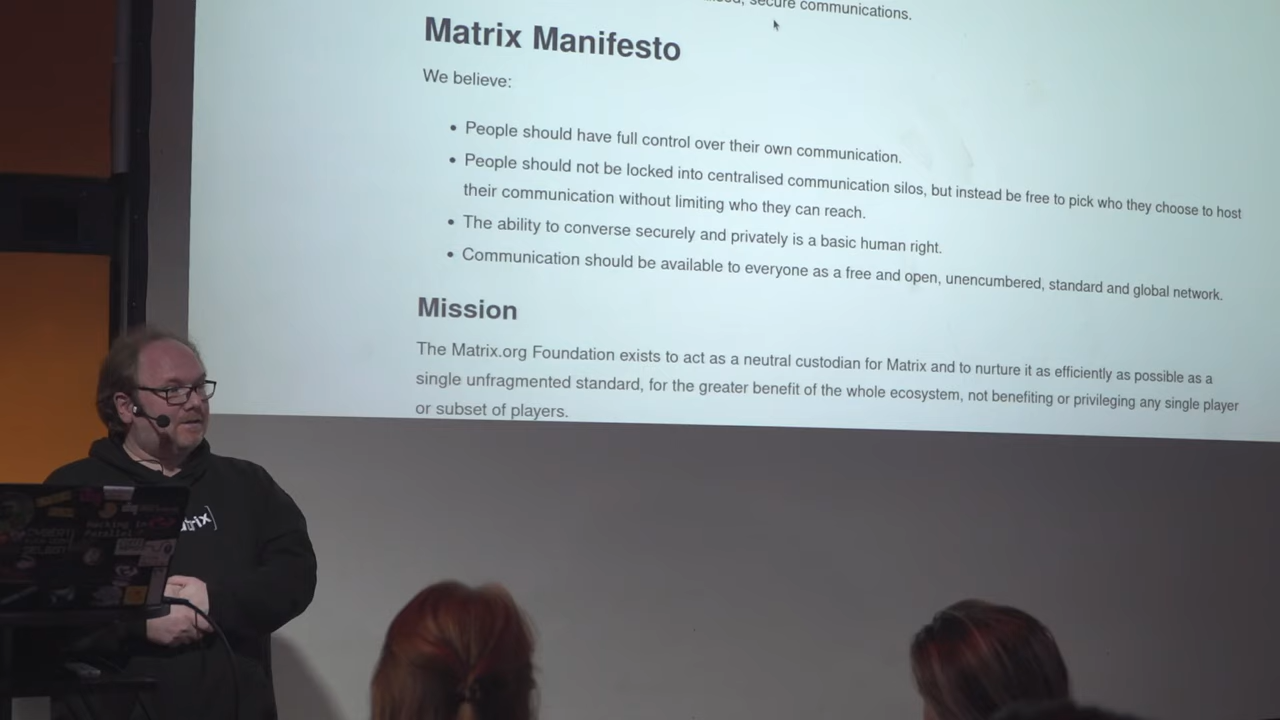 secure communications.
Matrix Manifesto
We believe:
• People should have full control over their own communication.
• People should not be locked into centralised communication silos, but instead be free to pick who they choose to host
their communication without limiting who they can reach.
• The ability to converse securely and privately is a basic human right.
• Communication should be available to everyone as a free and open, unencumbered, standard and global network.
Mission
The Matrix.org Foundation exists to act as a neutral custodian for Matrix and to nurture it as efficiently as possible as a
single unfragmented standard, for the greater benefit of the whole ecosystem, not benefiting or privileging any single player
or subset of players.
trix]
Hacking in
Parallel